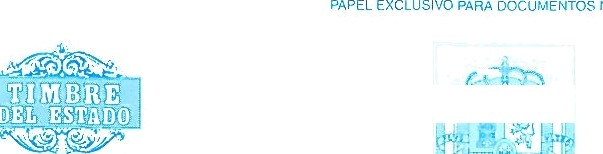 PAPEL EXCLUSIVO PARA DOCUMENTOS
TIMBRE
DEL ESTADO